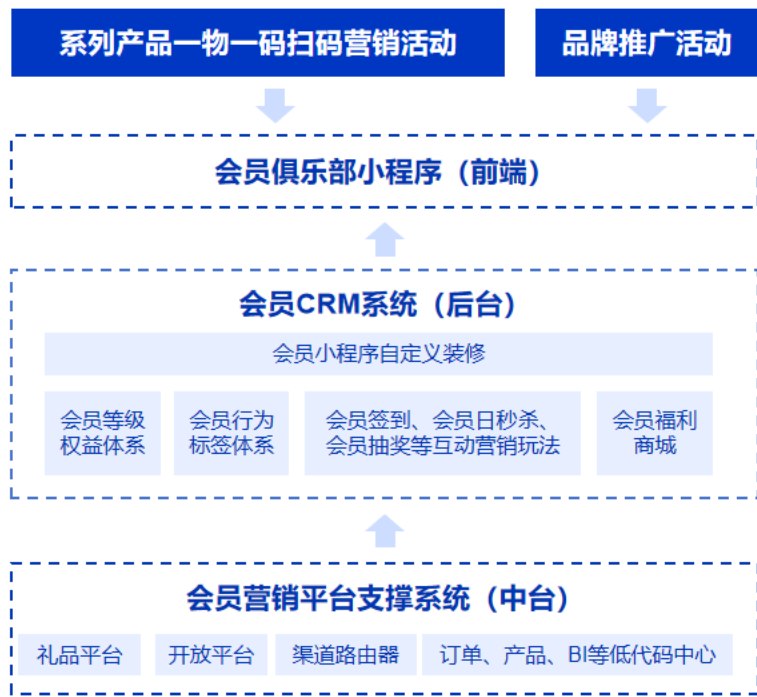 系列产品一物一码扫码营销活动
品牌推广活动
会员俱乐部小程序（前端）
会员CRM系统（后台）
会员小程序自定义装修
会员等级
权益体系
会员行为
标签体系
会员签到、会员日秒杀、
会员抽奖等互动营销玩法
会员福利
商城
会员营销平台支撑系统（中台）
礼品平台
开放平台
渠道路由器
订单、产品、BI等低代码中心